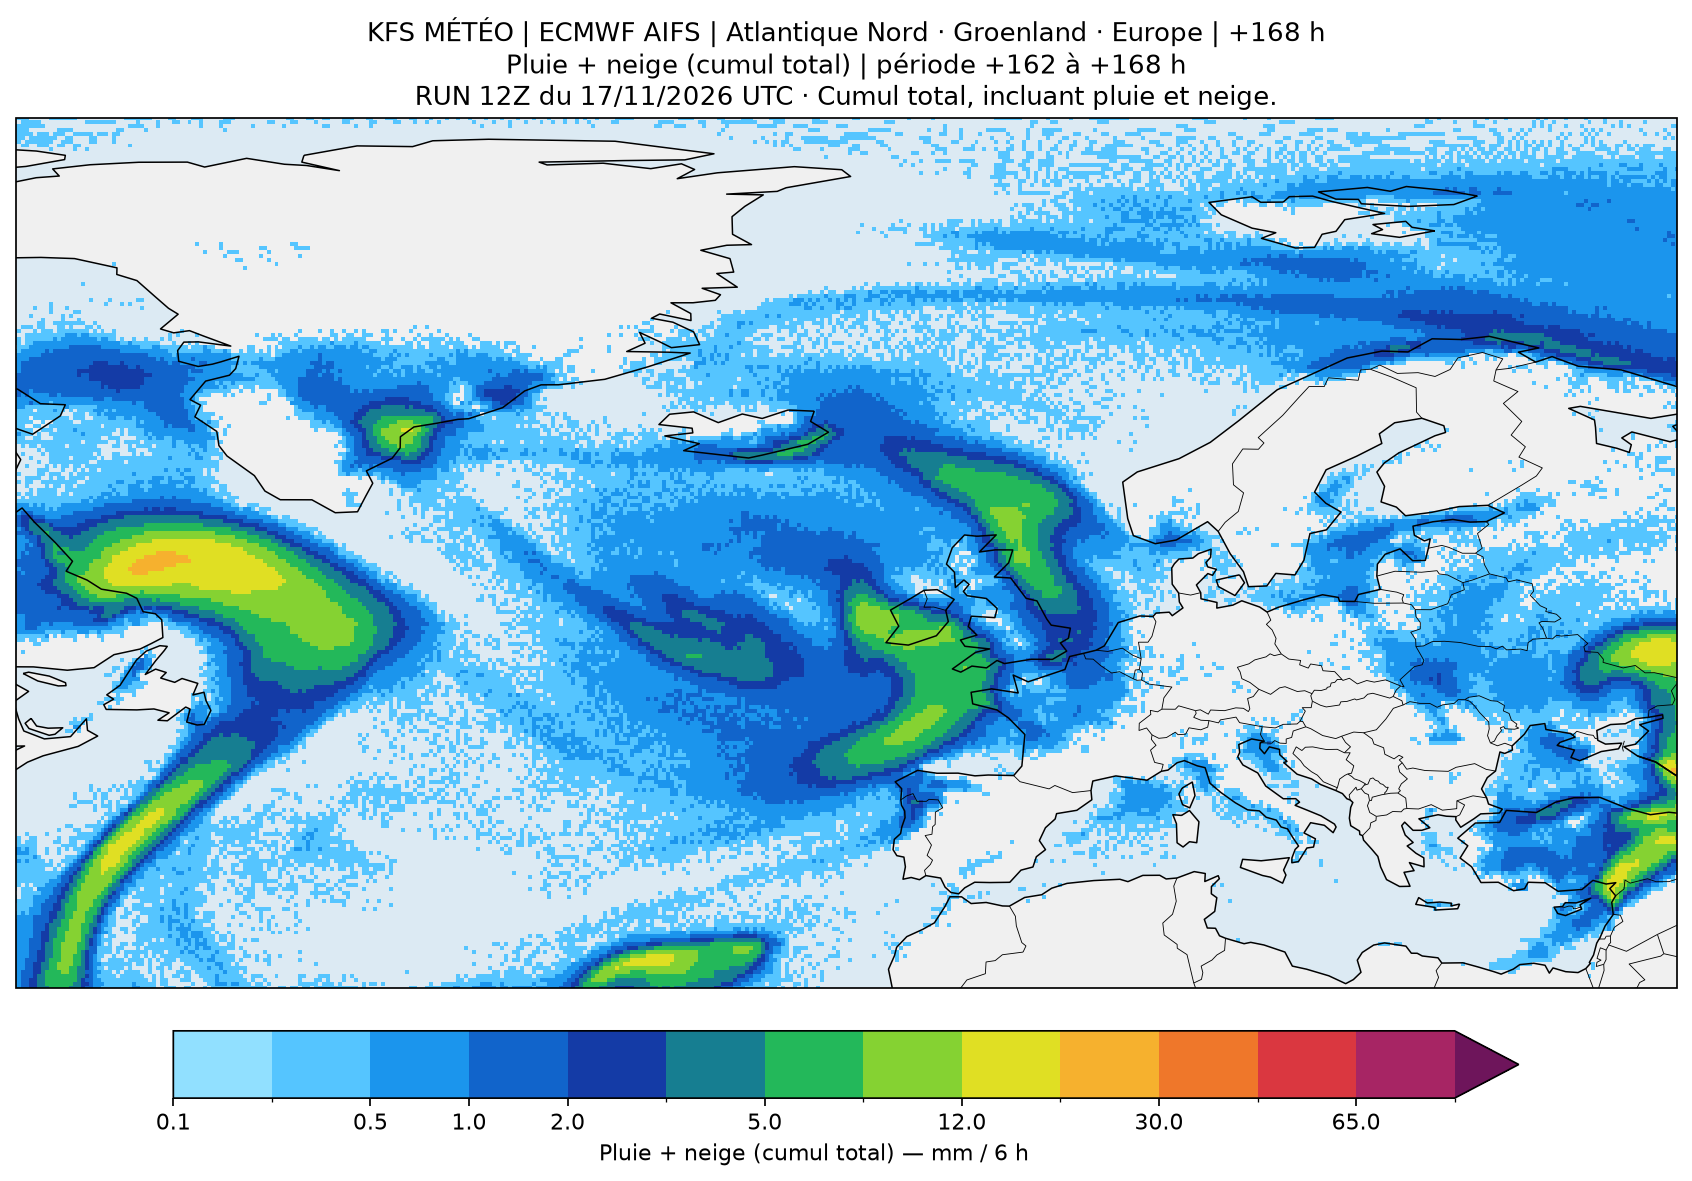 KFS MÉTÉO | ECMWF AIFS | Atlantique Nord · Groenland · Europe | +168 h
Pluie + neige (cumul total) | période +162 à +168 h
RUN 12Z du 17/11/2026 UTC · Cumul total, incluant pluie et neige.
0.1 0.5 1.0 2.0 5.0 12.0 30.0 65.0
Pluie + neige (cumul total) — mm / 6 h